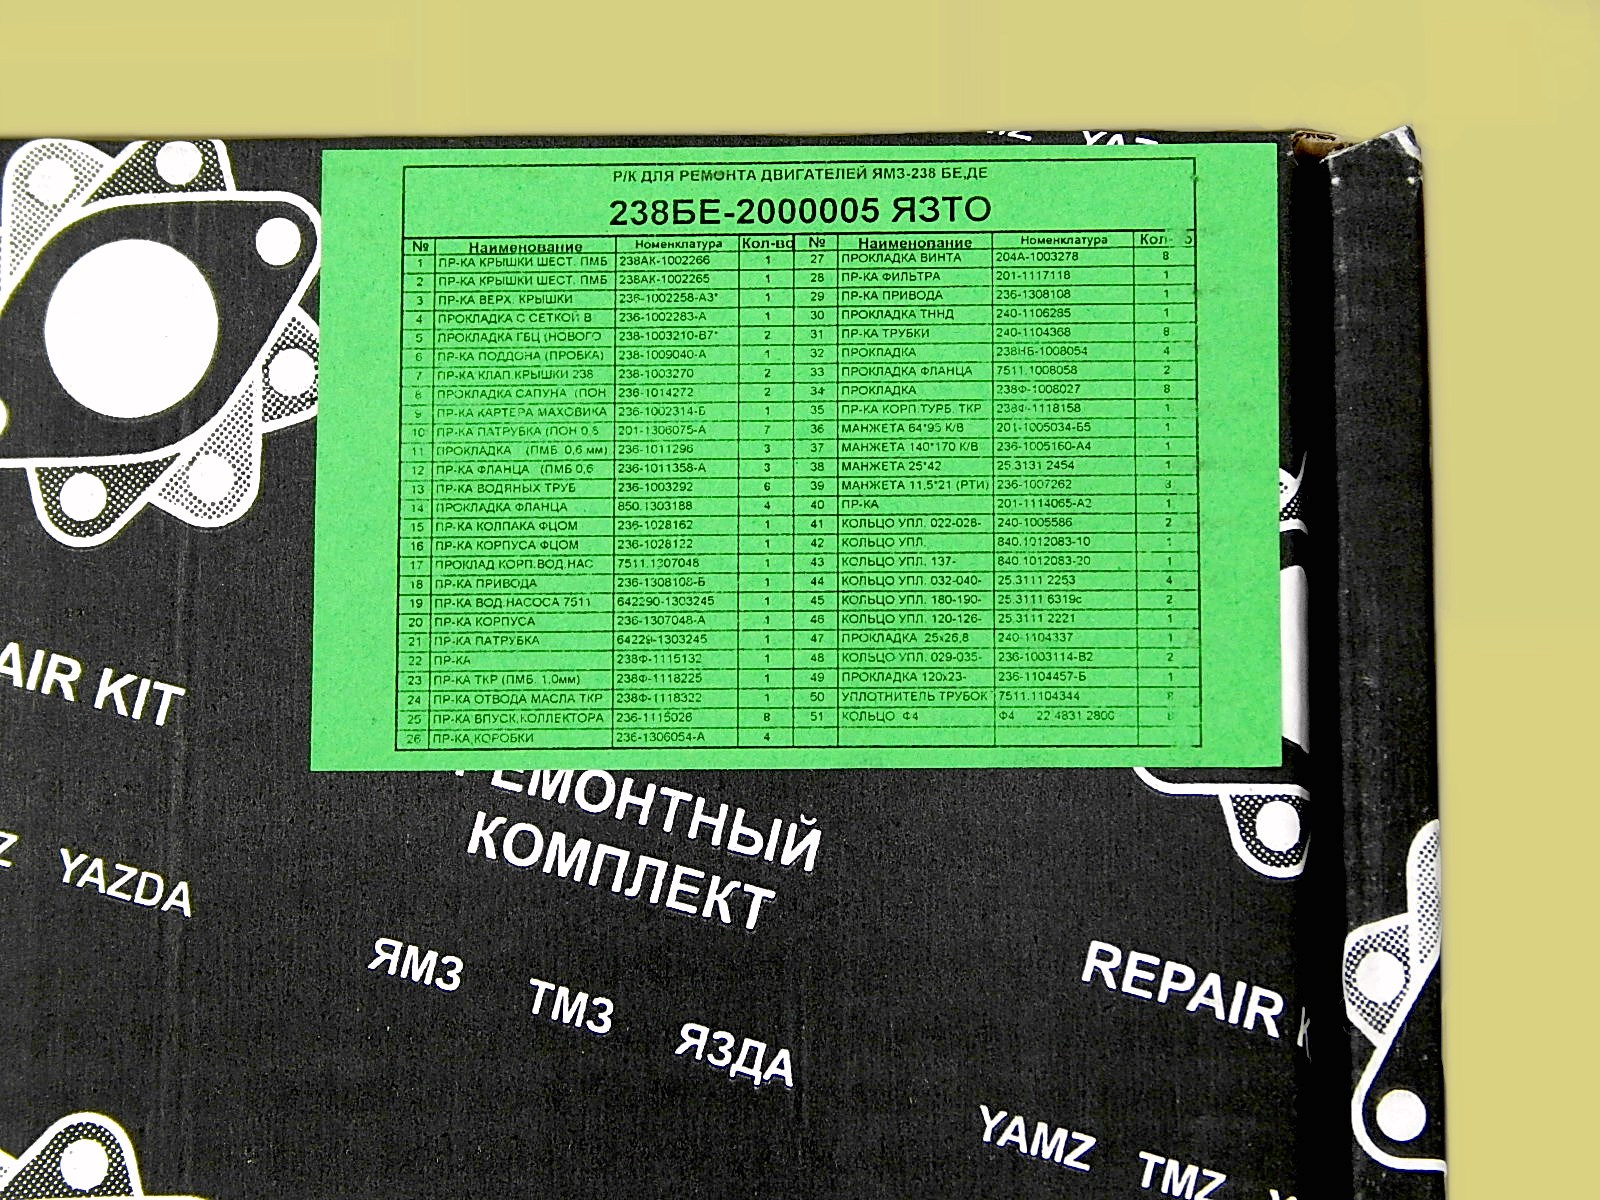 Р/К ДЛЯ РЕМОНТА ДВИГАТЕЛЕЙ ЯМЗ-238 БЕ,ДЕ
238БЕ-2000005 ЯЗТО
№ Наименование Номенклатура Кол-во № Наименование Номенклатура
1 ПР-КА КРЫШКИ ШЕСТ. ПМБ 238АК-1002266 1 27 ПРОКЛАДКА ВИНТА 204А-1003278 8
2 ПР-КА КРЫШКИ ШЕСТ. ПМБ 238АК-1002265 1 28 ПР-КА ФИЛЬТРА 201-1117118 1
3 ПР-КА ВЕРХ. КРЫШКИ 236-1002258-А3* 1 29 ПР-КА ПРИВОДА 236-1308108 1
4 ПРОКЛАДКА С СЕТКОЙ В 236-1002283-А 1 30 ПРОКЛАДКА ТННД 240-1106285 1
5 ПРОКЛАДКА ГБЦ (НОВОГО 238-1003210-В7* 2 31 ПР-КА ТРУБКИ 240-1104368 8
6 ПР-КА ПОДДОНА (ПРОБКА) 238-1009040-А 1 32 ПРОКЛАДКА 238НБ-1008054 4
7 ПР-КА КЛАП.КРЫШКИ 238 238-1003270 2 33 ПРОКЛАДКА ФЛАНЦА 7511.1008058 2
8 ПРОКЛАДКА САПУНА (ПОН 236-1014272 2 34 ПРОКЛАДКА 238Ф-1008027 8
9 ПР-КА КАРТЕРА МАХОВИКА 236-1002314-Б 1 35 ПР-КА КОРП.ТУРБ. ТКР 238Ф-1118158 1
10 ПР-КА ПАТРУБКА (ПОН 0,6 201-1306075-А 7 36 МАНЖЕТА 64*95 К/В 201-1005034-Б5 1
11 ПРОКЛАДКА (ПМБ 0,6 мм) 236-1011296 3 37 МАНЖЕТА 140*170 К/В 236-1005160-А4 1
12 ПР-КА ФЛАНЦА (ПМБ 0,6 236-1011358-А 3 38 МАНЖЕТА 25*42 25.3131 2454 1
13 ПР-КА ВОДЯНЫХ ТРУБ 236-1003292 6 39 МАНЖЕТА 11,5*21 (РТИ) 236-1007262
14 ПРОКЛАДКА ФЛАНЦА 850.1303188 4 40 ПР-КА 201-1114065-А2 1
15 ПР-КА КОЛПАКА ФЦОМ 236-1028162 1 41 КОЛЬЦО УПЛ. 022-028- 240-1005586 2
16 ПР-КА КОРПУСА ФЦОМ 236-1028122 1 42 КОЛЬЦО УПЛ. 840.1012083-10 1
17 ПРОКЛАД.КОРП.ВОД.НАС 7511.1307048 1 43 КОЛЬЦО УПЛ. 137- 840.1012083-20 1
18 ПР-КА ПРИВОДА 236-1308108-Б 1 44 КОЛЬЦО УПЛ. 032-040- 25.3111 2253 4
19 ПР-КА ВОД.НАСОСА 7511 642290-1303245 1 45 КОЛЬЦО УПЛ. 180-190- 25.3111 6319с 2
20 ПР-КА КОРПУСА 236-1307048-А 1 46 КОЛЬЦО УПЛ. 120-126- 25.3111 2221 1
21 ПР-КА ПАТРУБКА 64229-1303245 1 47 ПРОКЛАДКА 25х26,8 240-1104337 1
22 ПР-КА 238Ф-1115132 1 48 КОЛЬЦО УПЛ. 029-035- 236-1003114-В2 2
23 ПР-КА ТКР (ПМБ. 1,0мм) 238Ф-1118225 1 49 ПРОКЛАДКА 120х23- 236-1104457-Б 1
24 ПР-КА ОТВОДА МАСЛА ТКР 238Ф-1118322 1 50 УПЛОТНИТЕЛЬ ТРУБОК 7511.1104344
25 ПР-КА ВПУСК.КОЛЛЕКТОРА 236-1115026 8 51 КОЛЬЦО Ф4 Ф4 22 4831 2800
26 ПР-КА КОРОБКИ 236-1306054-А 4
AIR KIT
РЕМОНТНЫЙ
КОМПЛЕКТ
Z YAZDA
ЯМЗ ТМЗ ЯЗДА
REPAIR K
YAMZ TMZ